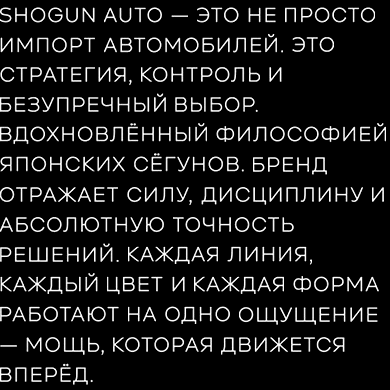 SHOGUN AUTO — ЭТО НЕ ПРОСТО
ИМПОРТ АВТОМОБИЛЕЙ. ЭТО
СТРАТЕГИЯ, КОНТРОЛЬ И
БЕЗУПРЕЧНЫЙ ВЫБОР.
ВДОХНОВЛЁННЫЙ ФИЛОСОФИЕЙ
ЯПОНСКИХ СЁГУНОВ. БРЕНД
ОТРАЖАЕТ СИЛУ, ДИСЦИПЛИНУ И
АБСОЛЮТНУЮ ТОЧНОСТЬ
РЕШЕНИЙ. КАЖДАЯ ЛИНИЯ,
КАЖДЫЙ ЦВЕТ И КАЖДАЯ ФОРМА
РАБОТАЮТ НА ОДНО ОЩУЩЕНИЕ
— МОЩЬ, КОТОРАЯ ДВИЖЕТСЯ
ВПЕРЁД.